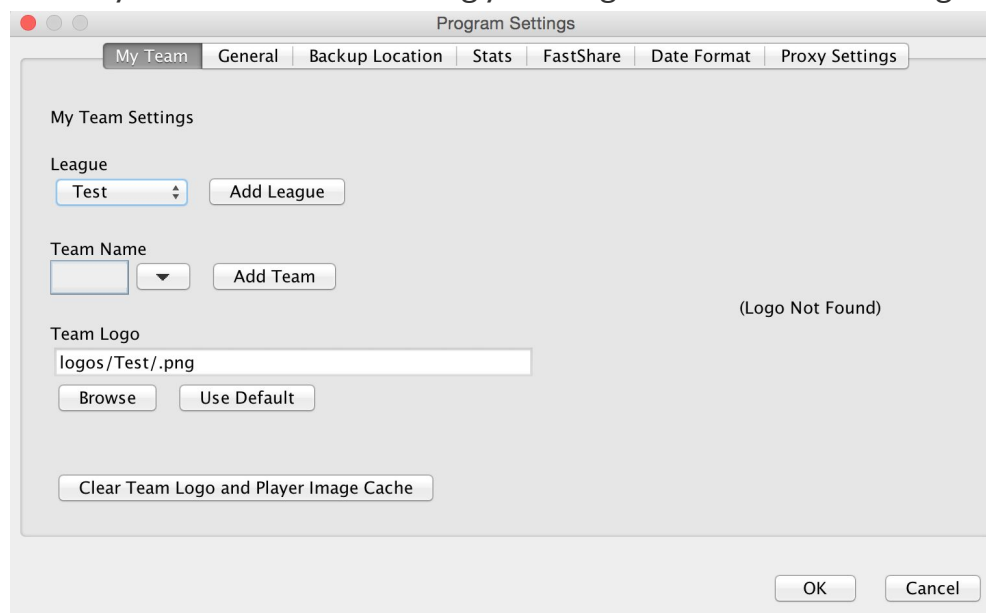 Program Settings
My Team General Backup Location Stats FastShare Date Format Proxy Settings
My Team Settings
League
Test Add League
Team Name
Add Team
(Logo Not Found)
Team Logo
logos/Test/.png
Browse Use Default
Clear Team Logo and Player Image Cache
OK Cancel